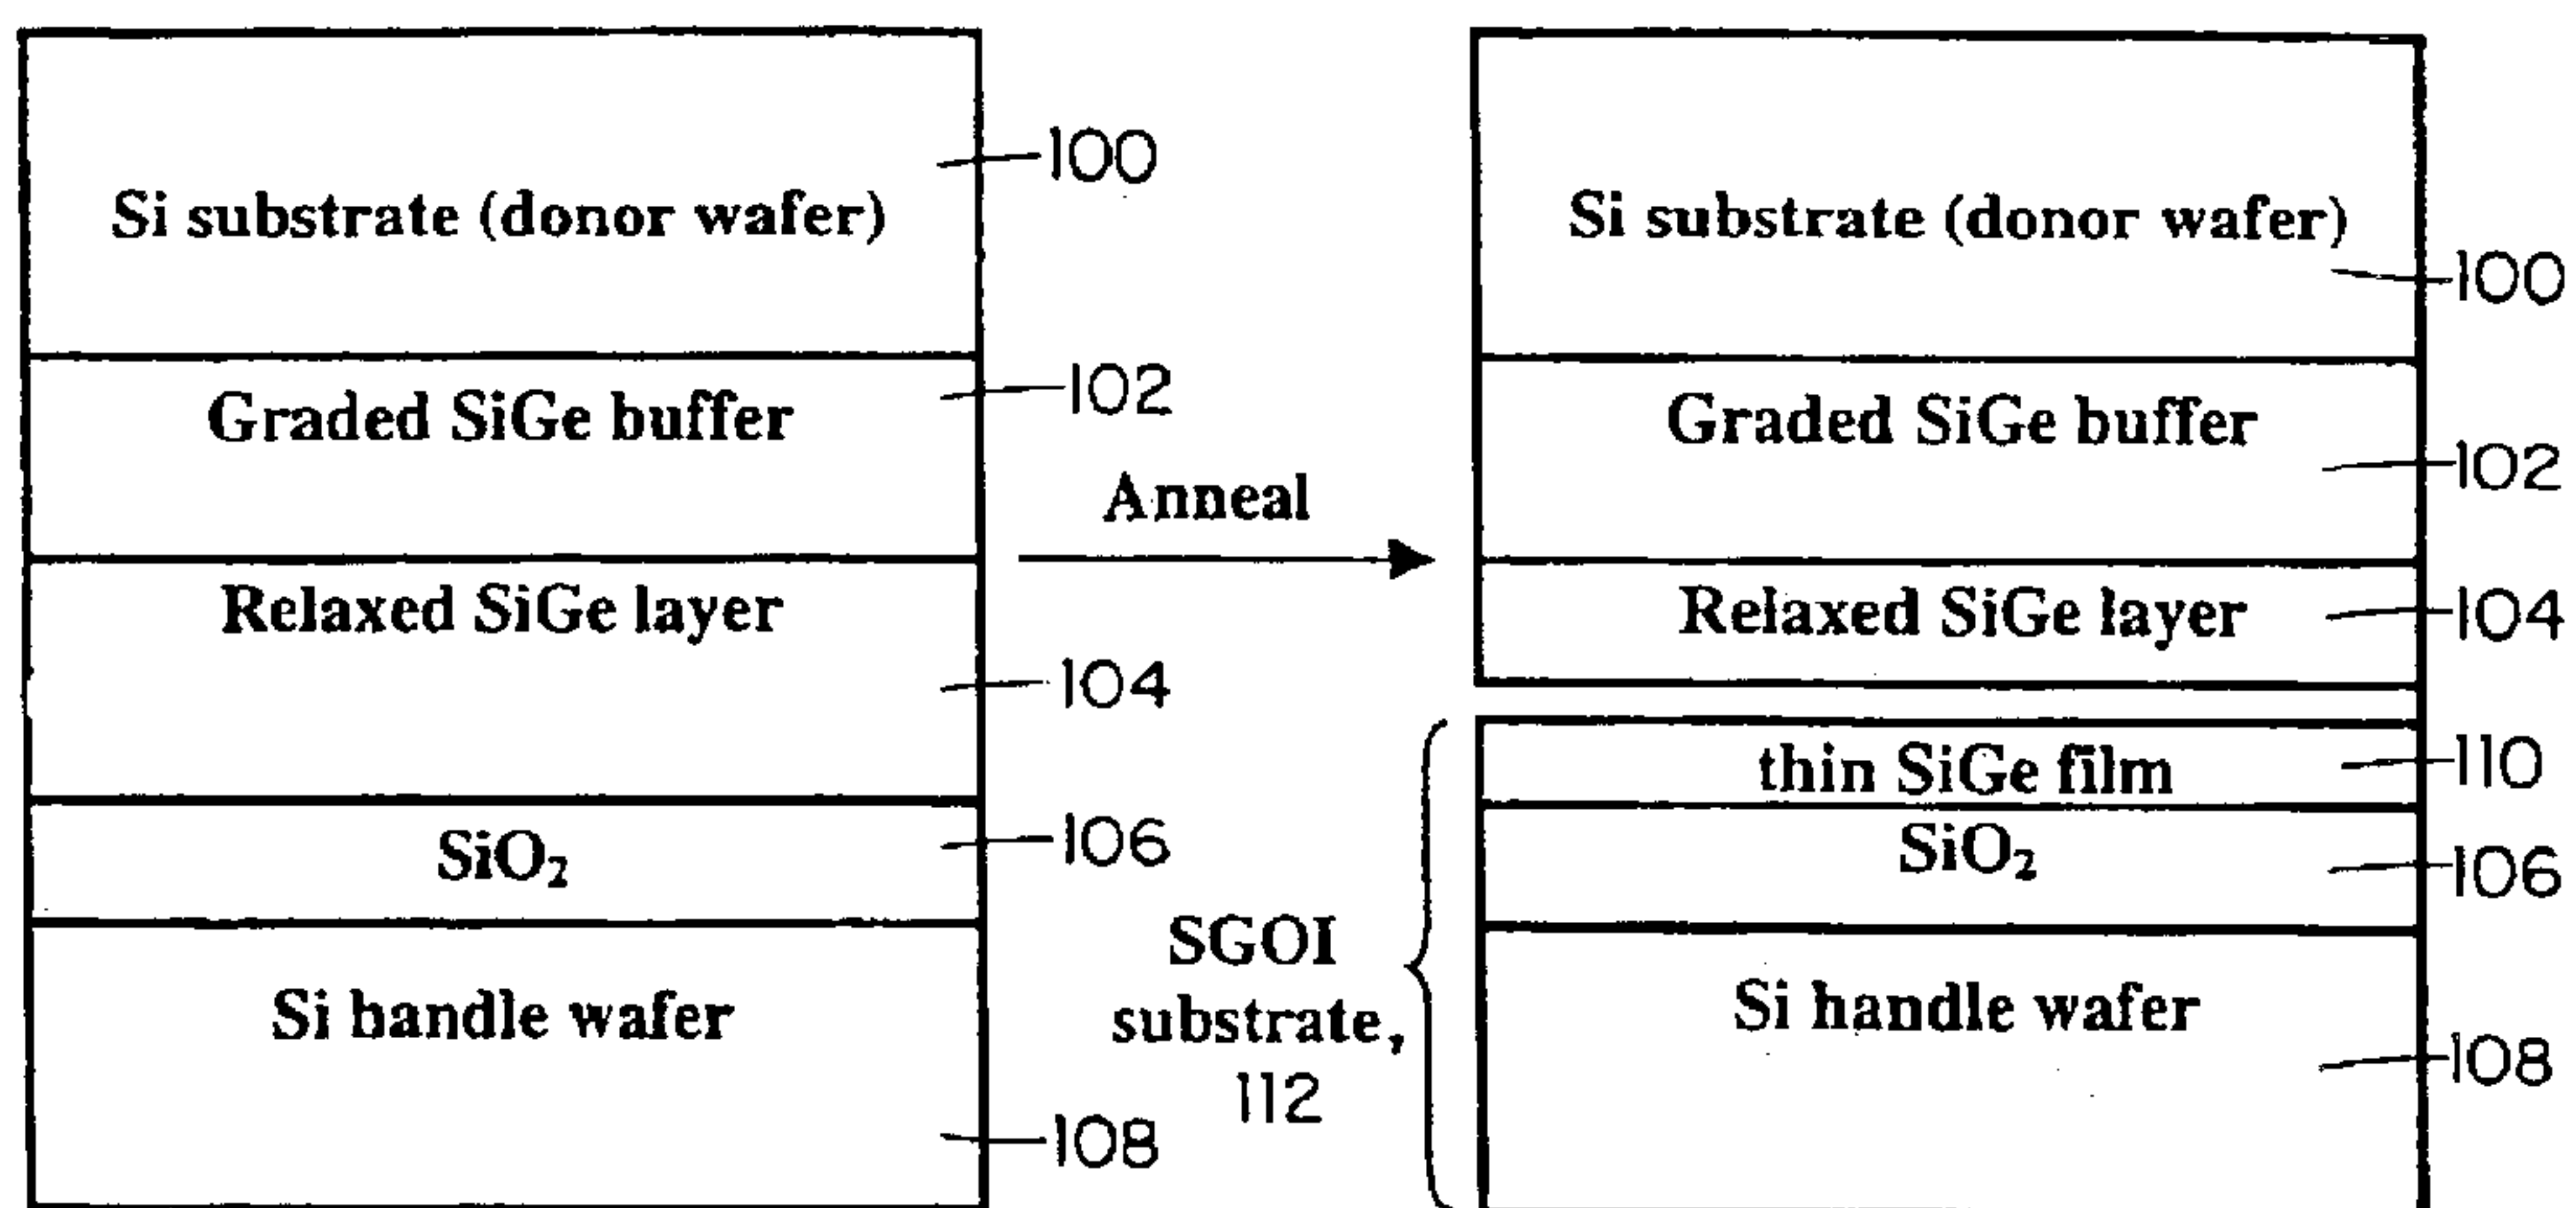 Si substrate (donor wafer)
100
Graded SiGe buffer
102
Relaxed SiGe layer
104
SiO₂
106
Si handle wafer
108
Anneal
Si substrate (donor wafer)
100
Graded SiGe buffer
102
Relaxed SiGe layer
104
thin SiGe film
110
SiO₂
106
Si handle wafer
108
SGOI
substrate,
112